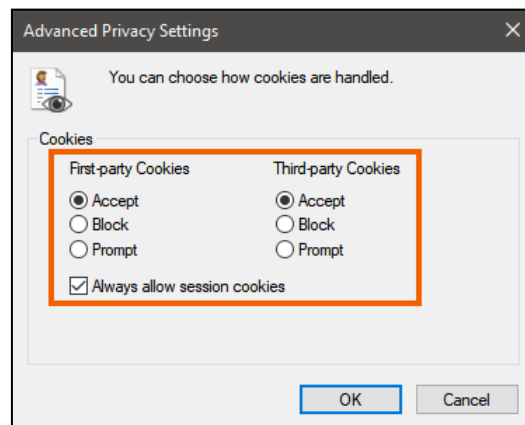 Advanced Privacy Settings
You can choose how cookies are handled.
Cookies
First-party Cookies
Accept
Block
Prompt
Third-party Cookies
Accept
Block
Prompt
Always allow session cookies
OK
Cancel